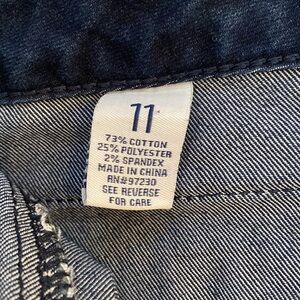 11
73% COTTON
25% POLYESTER
2% SPANDEX
MADE IN CHINA
RN#97230
SEE REVERSE
FOR CARE